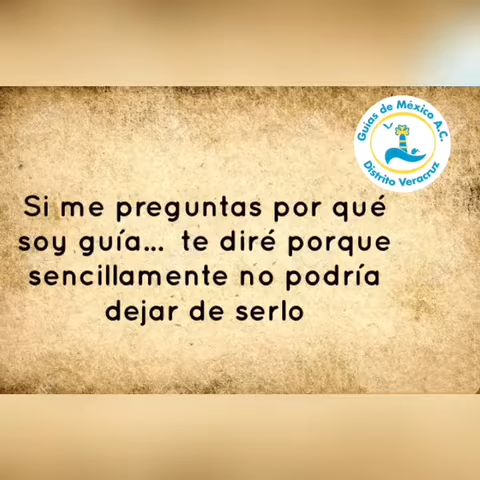 Guías de México A.C.
Distrito Veracruz
Si me preguntas por qué
soy guía... te diré porque
sencillamente no podría
dejar de serlo